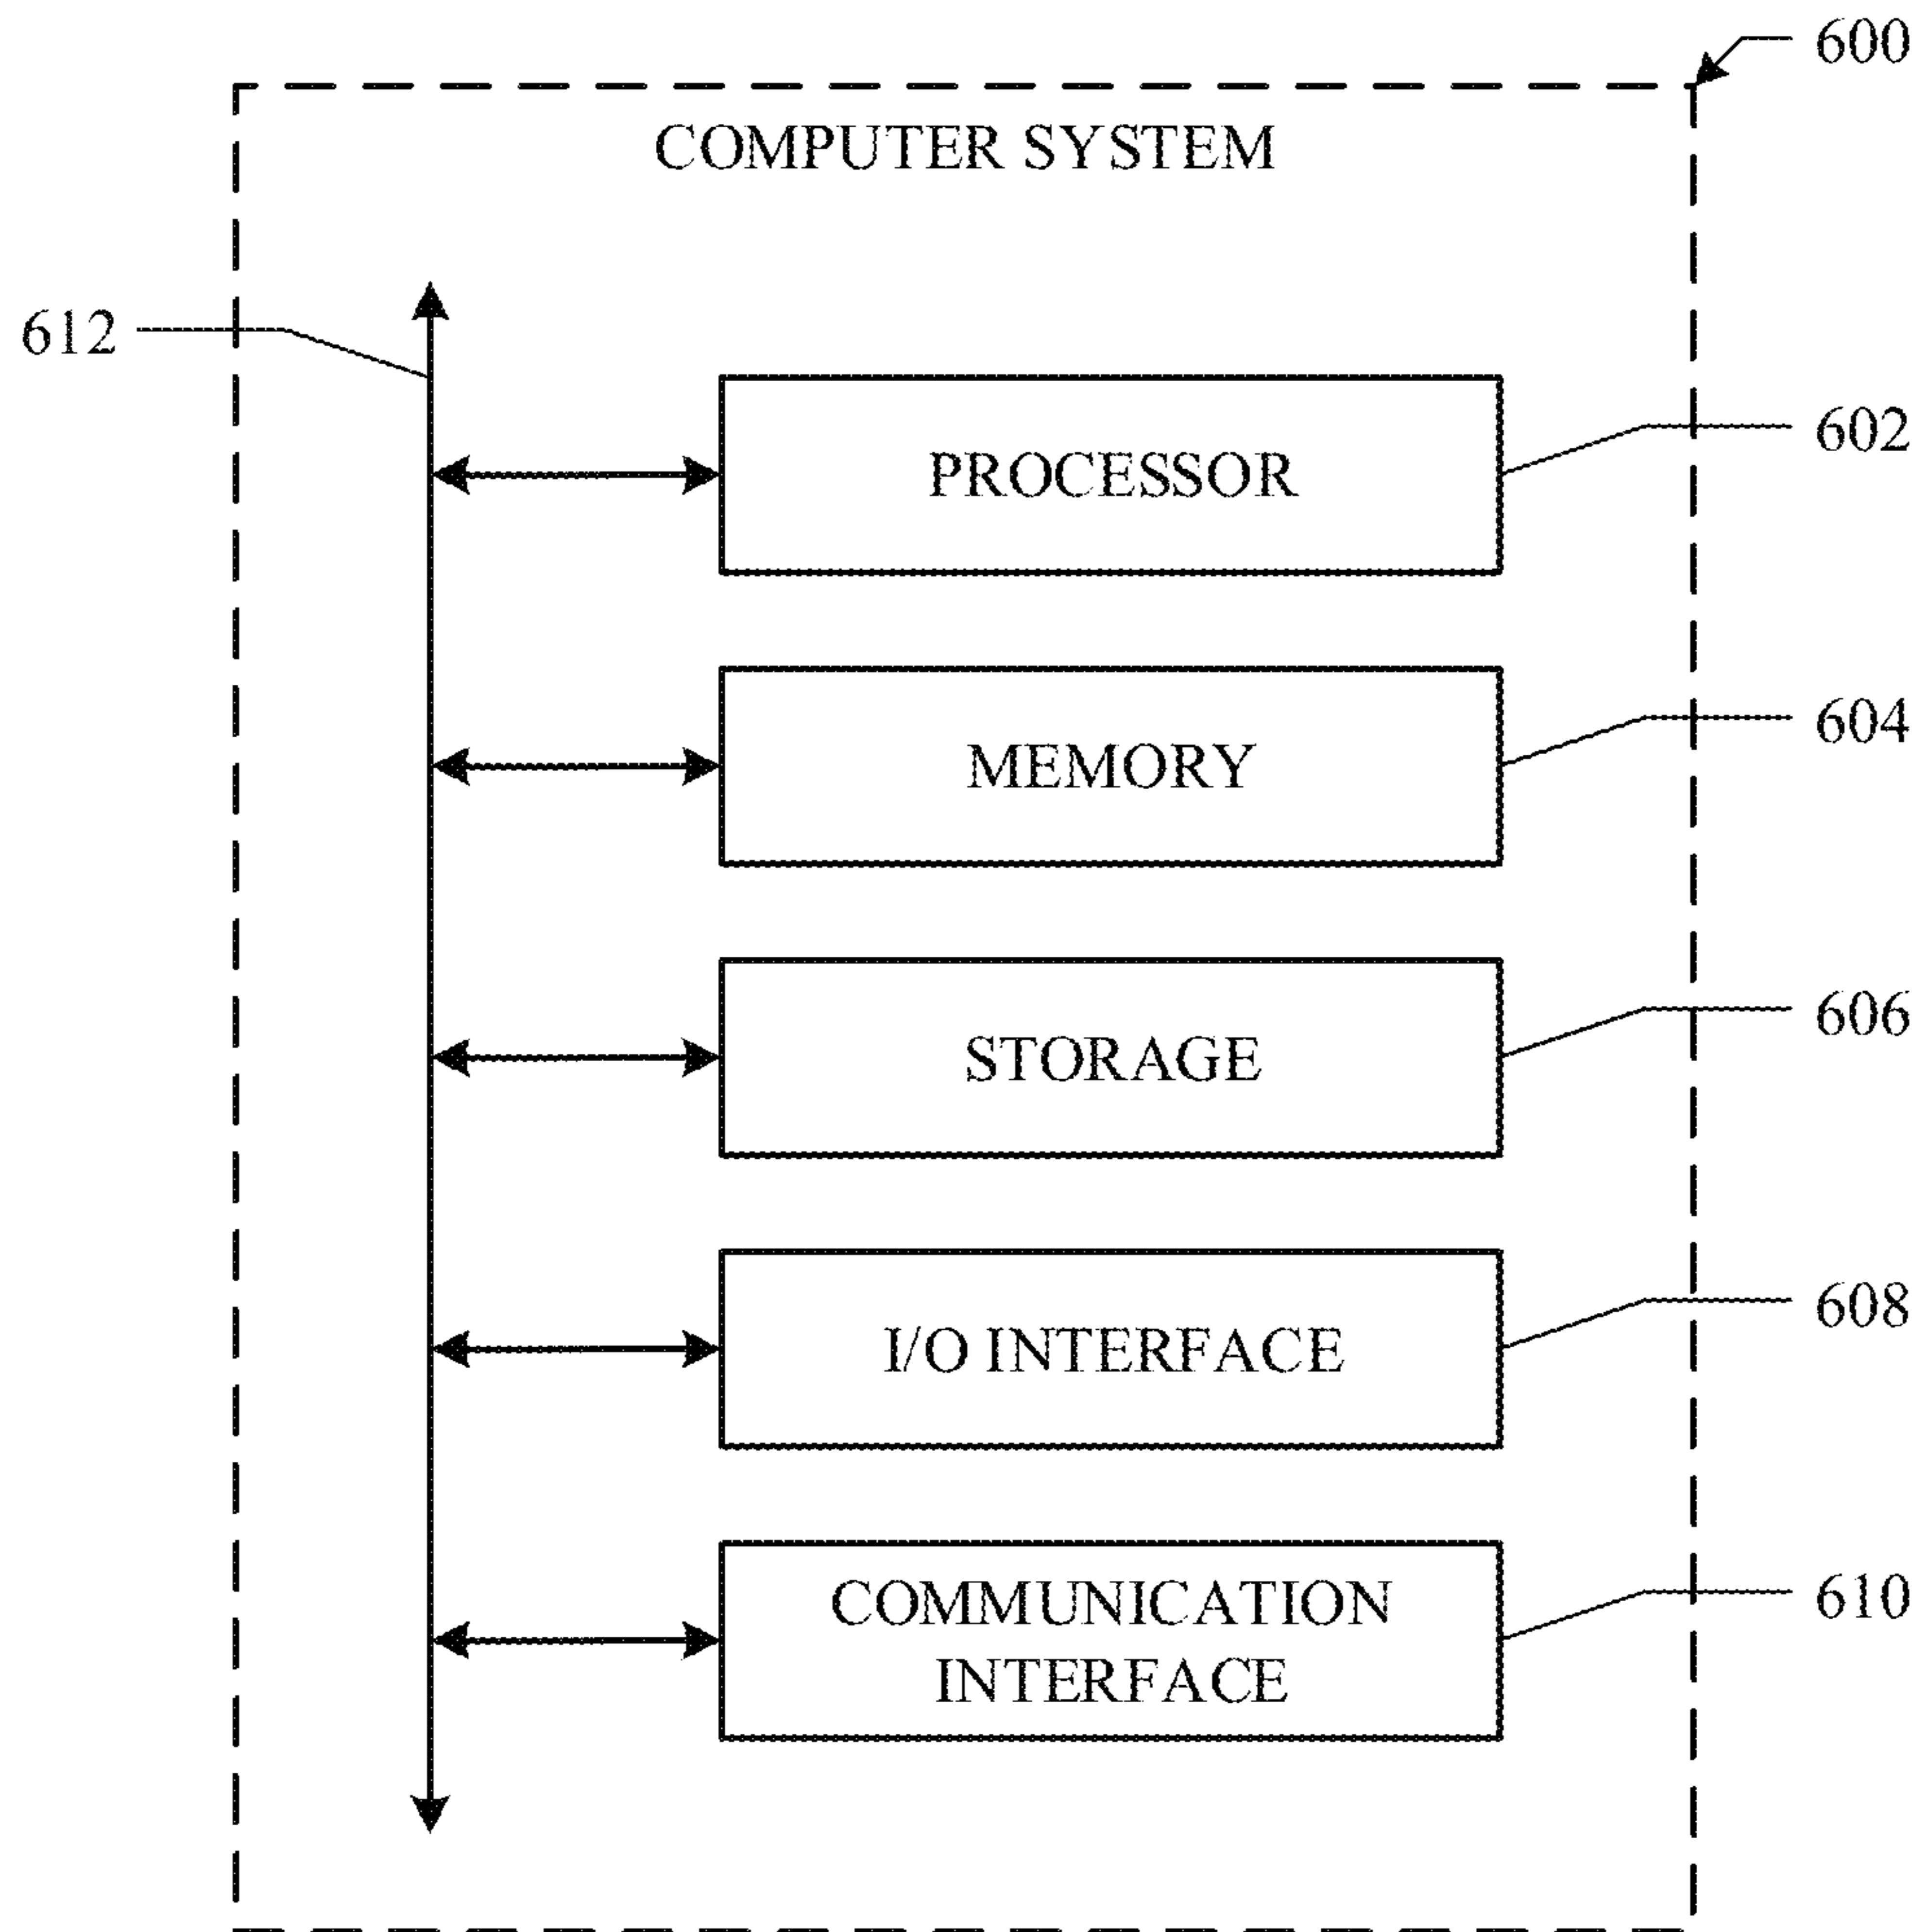 600
COMPUTER SYSTEM
612
602
PROCESSOR
604
MEMORY
606
STORAGE
608
I/O INTERFACE
610
COMMUNICATION
INTERFACE